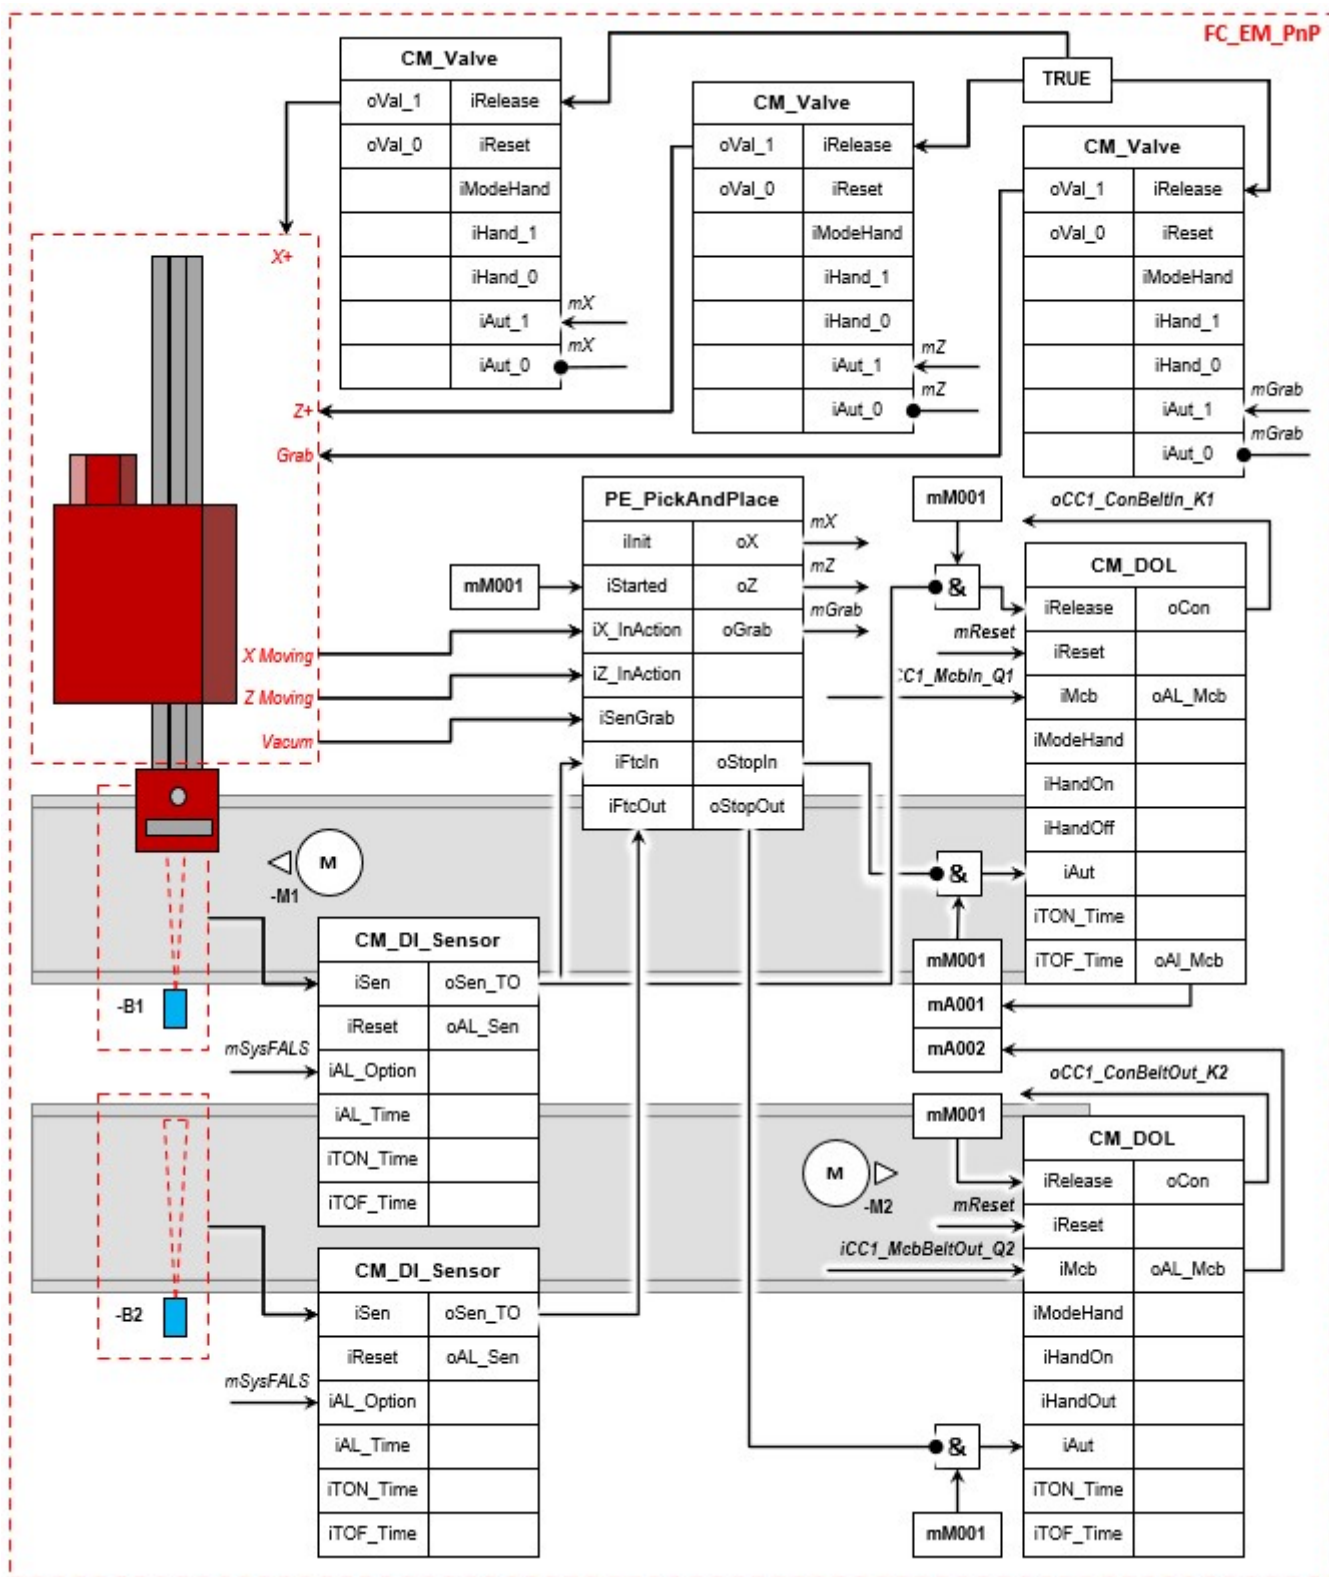 FC_EM_PnP
CM_Valve
oVal_1 iRelease
oVal_0 iReset
iModeHand
iHand_1
iHand_0
iAut_1 mX
iAut_0 mX
CM_Valve
oVal_1 iRelease
oVal_0 iReset
iModeHand
iHand_1
iHand_0
iAut_1 mZ
iAut_0 mZ
TRUE
CM_Valve
oVal_1 iRelease
oVal_0 iReset
iModeHand
iHand_1
iHand_0
iAut_1 mGrab
iAut_0 mGrab
X+
Z+
Grab
X Moving
Z Moving
Vacum
mM001
PE_PickAndPlace
iInit oX mX
iStarted oZ mZ
iX_InAction oGrab mGrab
iZ_InAction
iSenGrab
iFtcIn oStopIn
iFtcOut oStopOut
mM001
&
oCC1_ConBeltIn_K1
CM_DOL
iRelease oCon
mReset iReset
CC1_McbIn_Q1 iMcb oAL_Mcb
iModeHand
iHandOn
iHandOff
& iAut
iTON_Time
iTOF_Time oAl_Mcb
mM001
mA001
mA002
M
-M1
-B1
CM_DI_Sensor
iSen oSen_TO
iReset oAL_Sen
mSysFALS iAL_Option
iAL_Time
iTON_Time
iTOF_Time
M
-M2
-B2
CM_DI_Sensor
iSen oSen_TO
iReset oAL_Sen
mSysFALS iAL_Option
iAL_Time
iTON_Time
iTOF_Time
oCC1_ConBeltOut_K2
mM001
CM_DOL
iRelease oCon
mReset iReset
iCC1_McbBeltOut_Q2 iMcb oAL_Mcb
iModeHand
iHandOn
iHandOut
& iAut
iTON_Time
iTOF_Time
mM001